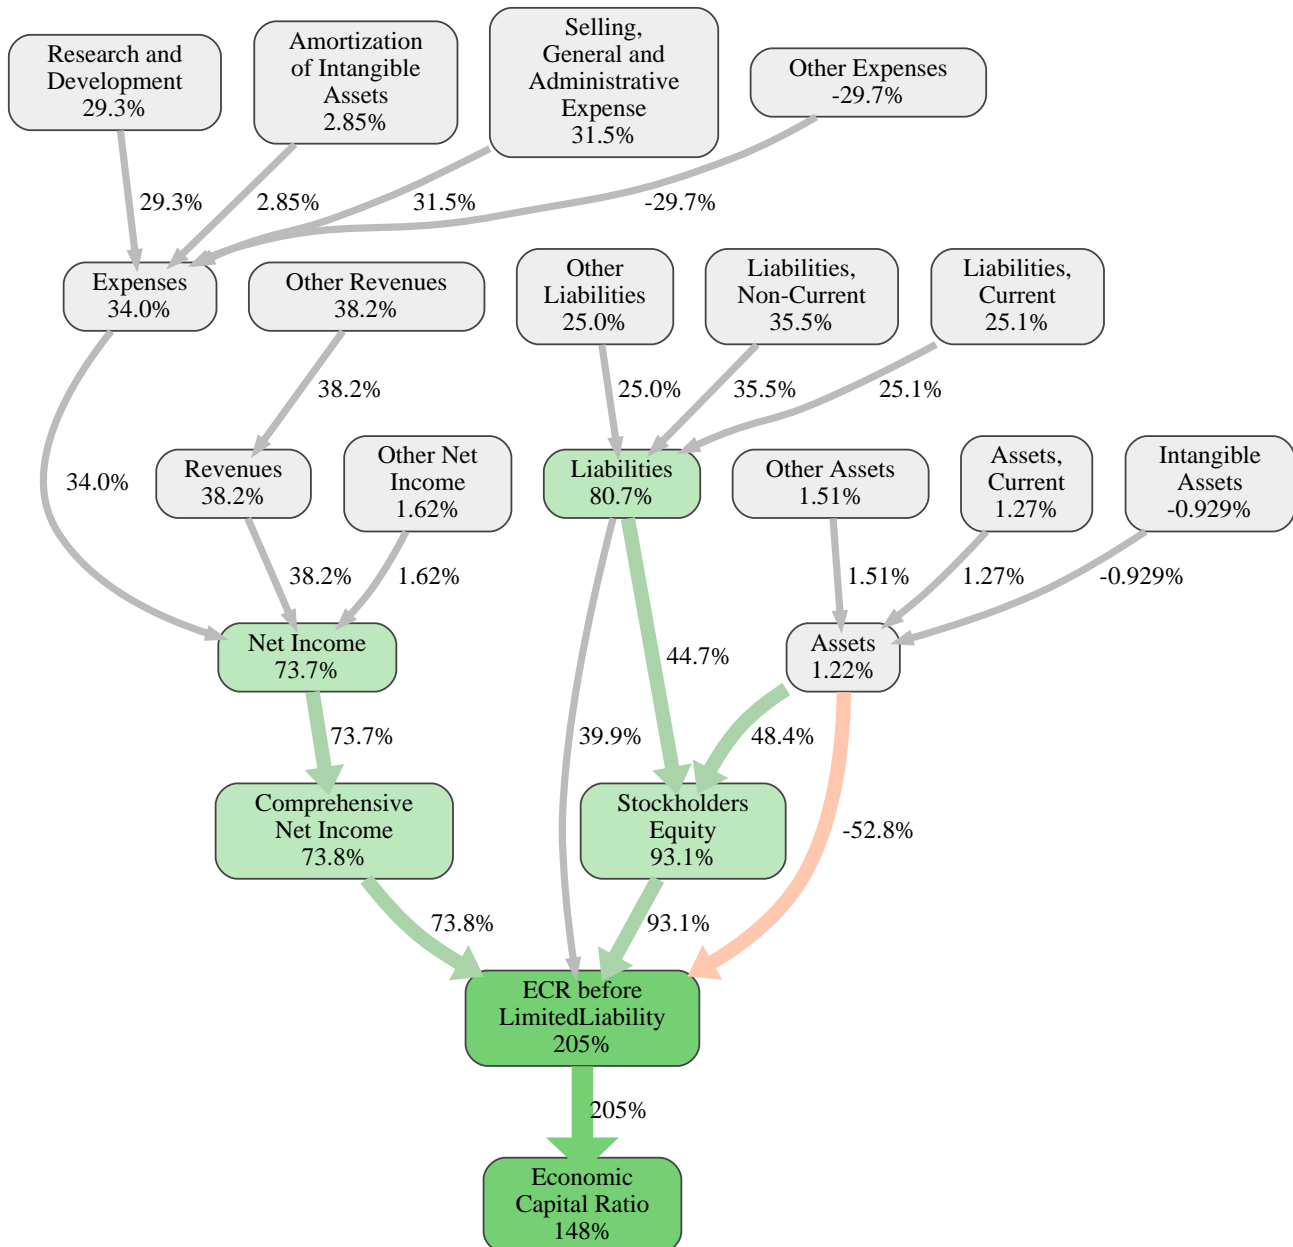 Research and
Development
29.3%
Amortization
of Intangible
Assets
2.85%
Selling,
General and
Administrative
Expense
31.5%
Other Expenses
-29.7%
29.3%
2.85%
31.5%
-29.7%
Expenses
34.0%
Other Revenues
38.2%
Other
Liabilities
25.0%
Liabilities,
Non-Current
35.5%
Liabilities,
Current
25.1%
38.2%
25.0%
35.5%
25.1%
34.0%
Revenues
38.2%
Other Net
Income
1.62%
Liabilities
80.7%
Other Assets
1.51%
Assets,
Current
1.27%
Intangible
Assets
-0.929%
38.2%
1.62%
1.51%
1.27%
-0.929%
Net Income
73.7%
44.7%
Assets
1.22%
73.7%
39.9%
48.4%
Comprehensive
Net Income
73.8%
Stockholders
Equity
93.1%
-52.8%
73.8%
93.1%
ECR before
LimitedLiability
205%
205%
Economic
Capital Ratio
148%